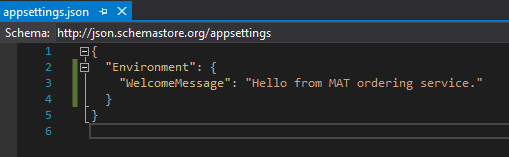 appsettings.json
Schema: http://json.schemastore.org/appsettings
1 {
2 "Environment": {
3 "WelcomeMessage": "Hello from MAT ordering service."
4 }
5 }
6